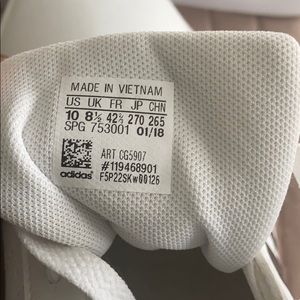 MADE IN VIETNAM
US UK FR JP CHN
10 8½ 42⅔ 270 265
SPG 753001 01/18
ART CG5907
#119468901
adidas F5P22SKw00126